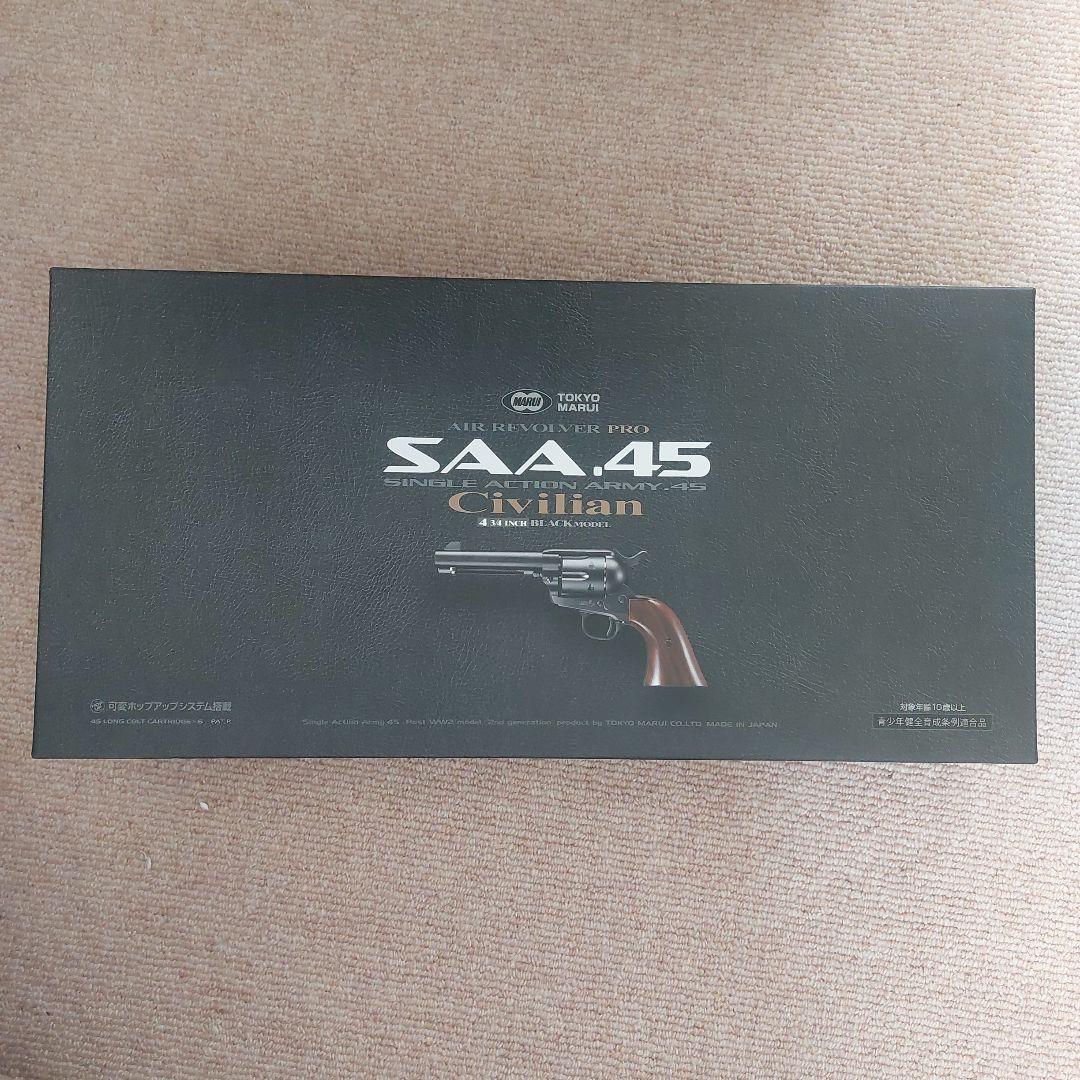 MARUI TOKYO MARUI
AIR REVOLVER PRO
SAA.45
SINGLE ACTION ARMY.45
Civilian
4 3/4 INCH BLACK MODEL
可変ホップアップシステム搭載
45 LONG COLT CARTRIDGE×6 PAT.P.
Single Action Army 45 Post WW2 model, 2nd generation product by TOKYO MARUI CO.,LTD. MADE IN JAPAN
対象年齢10歳以上
青少年健全育成条例適合品